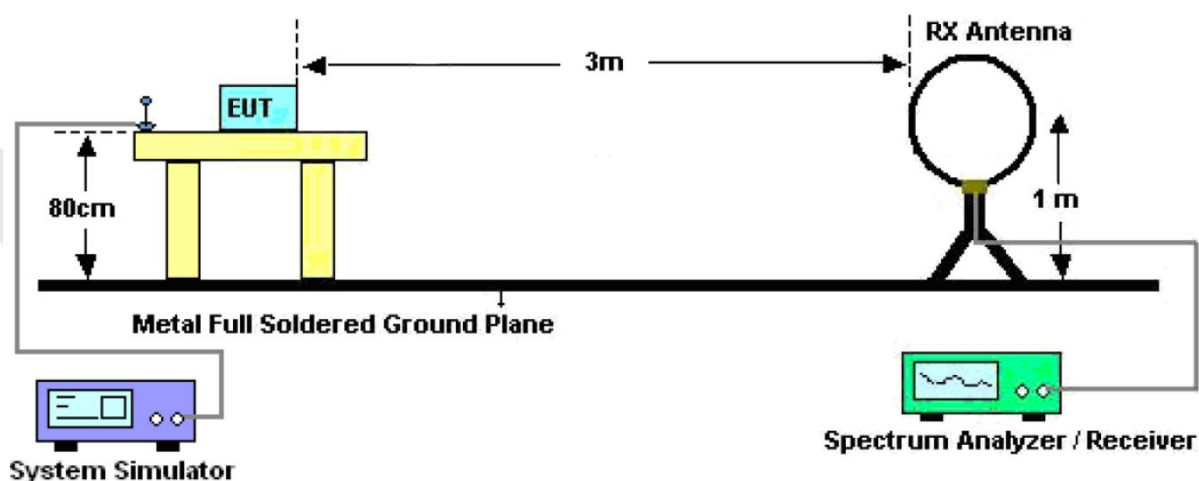 RX Antenna
3m
EUT
80cm
1 m
Metal Full Soldered Ground Plane
System Simulator
Spectrum Analyzer / Receiver